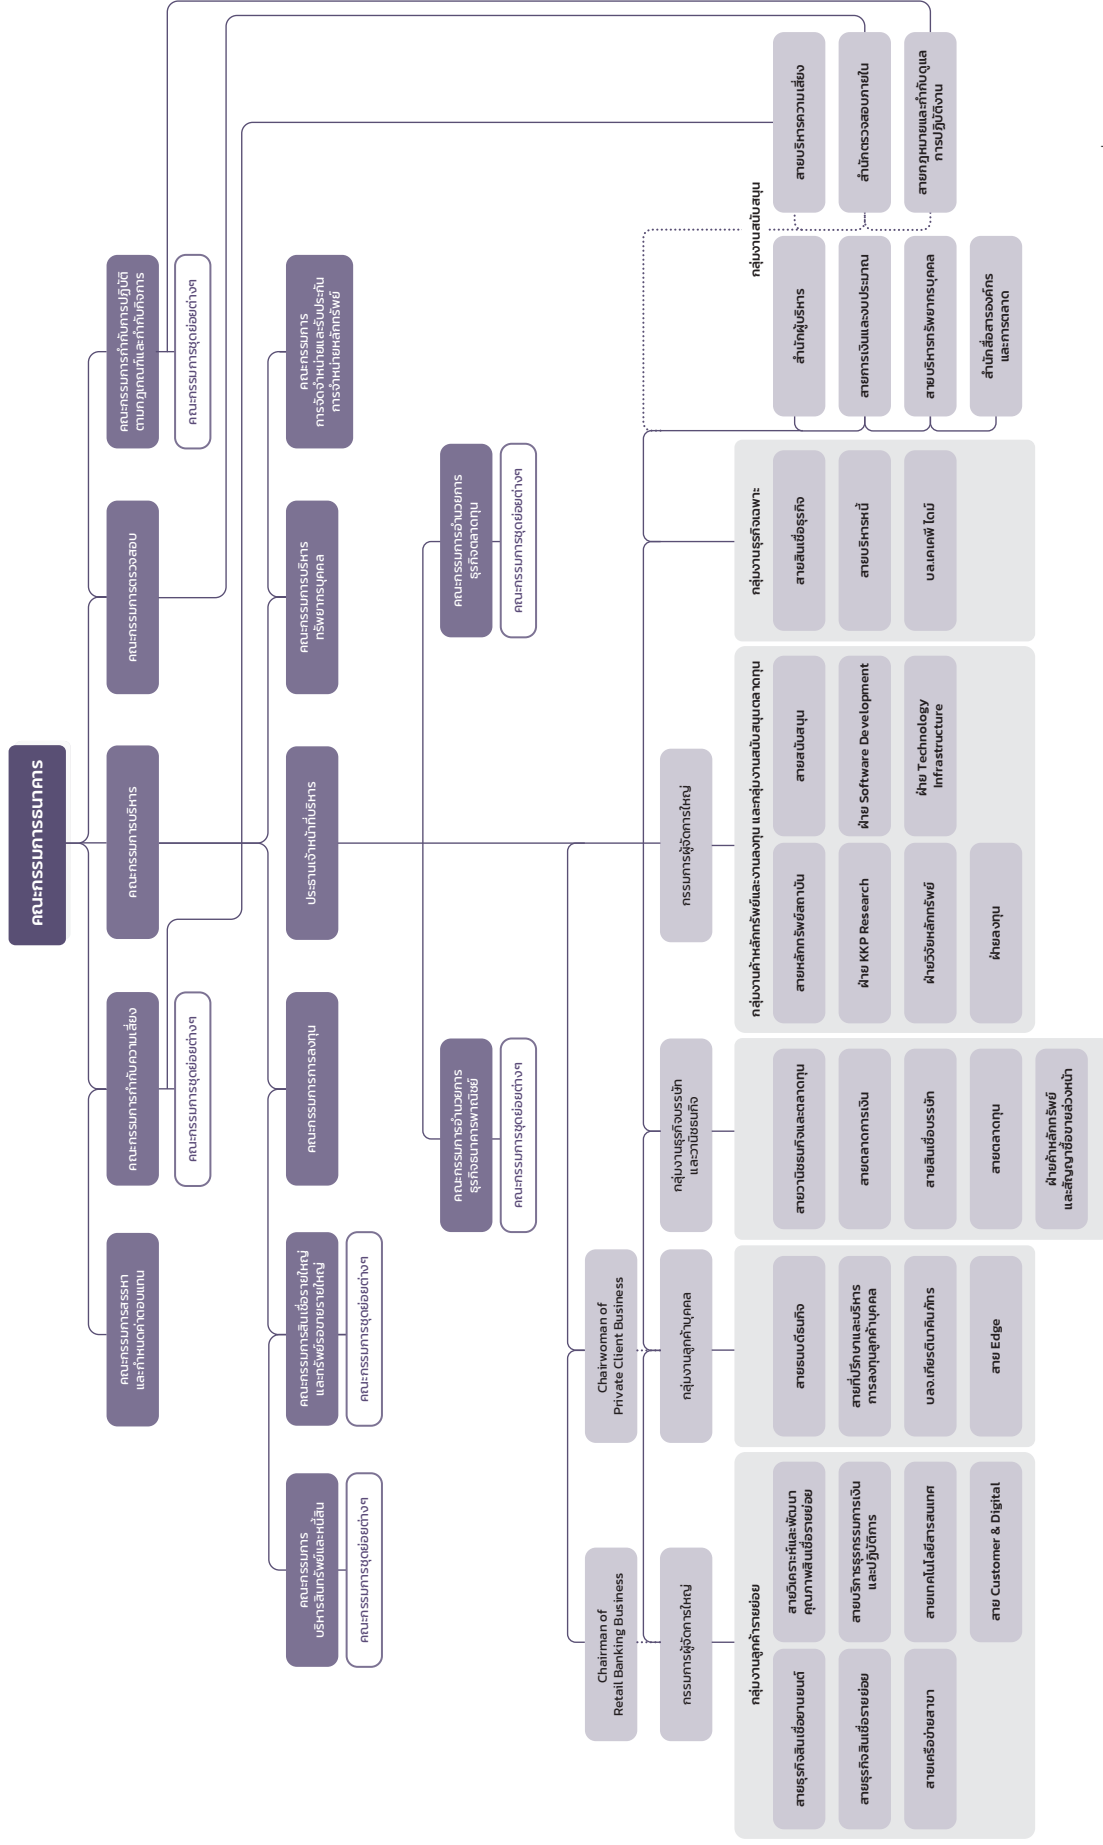 คณะกรรมการธนาคาร
คณะกรรมการสรรหา
และกำหนดค่าตอบแทน
คณะกรรมการกำกับความเสี่ยง
คณะกรรมการชุดย่อยต่างๆ
คณะกรรมการบริหาร
คณะกรรมการตรวจสอบ
คณะกรรมการกำกับการปฏิบัติ
ตามกฎเกณฑ์และกำกับกิจการ
คณะกรรมการชุดย่อยต่างๆ
คณะกรรมการ
บริหารสินทรัพย์และหนี้สิน
คณะกรรมการชุดย่อยต่างๆ
คณะกรรมการสินเชื่อรายใหญ่
และทรัพย์รอขายรายใหญ่
คณะกรรมการชุดย่อยต่างๆ
คณะกรรมการการลงทุน
ประธานเจ้าหน้าที่บริหาร
คณะกรรมการบริหาร
ทรัพยากรบุคคล
คณะกรรมการ
การจัดจำหน่ายและรับประกัน
การจำหน่ายหลักทรัพย์
คณะกรรมการอำนวยการ
ธุรกิจธนาคารพาณิชย์
คณะกรรมการชุดย่อยต่างๆ
คณะกรรมการอำนวยการ
ธุรกิจตลาดทุน
คณะกรรมการชุดย่อยต่างๆ
Chairman of
Retail Banking Business
Chairwoman of
Private Client Business
กรรมการผู้จัดการใหญ่
กลุ่มงานลูกค้าบุคคล
กลุ่มงานธุรกิจบรรษัท
และวานิชธนกิจ
กรรมการผู้จัดการใหญ่
กลุ่มงานลูกค้ารายย่อย
สายธุรกิจสินเชื่อยานยนต์
สายธุรกิจสินเชื่อรายย่อย
สายเครือข่ายสาขา
สายวิเคราะห์และพัฒนา
คุณภาพสินเชื่อรายย่อย
สายบริการธุรกรรมการเงิน
และปฏิบัติการ
สายเทคโนโลยีสารสนเทศ
สาย Customer & Digital
สายธนบดีธนกิจ
สายที่ปรึกษาและบริหาร
การลงทุนลูกค้าบุคคล
บลจ.เกียรตินาคินภัทร
สาย Edge
สายวานิชธนกิจและตลาดทุน
สายตลาดการเงิน
สายสินเชื่อบรรษัท
สายตลาดทุน
ฝ่ายค้าหลักทรัพย์
และสัญญาซื้อขายล่วงหน้า
กลุ่มงานค้าหลักทรัพย์และงานลงทุน และกลุ่มงานสนับสนุนตลาดทุน
สายหลักทรัพย์สถาบัน
ฝ่าย KKP Research
ฝ่ายวิจัยหลักทรัพย์
ฝ่ายลงทุน
สายสนับสนุน
ฝ่าย Software Development
ฝ่าย Technology
Infrastructure
กลุ่มงานธุรกิจเฉพาะ
สายสินเชื่อธุรกิจ
สายบริหารหนี้
บล.เคเคพี ไดม์
กลุ่มงานสนับสนุน
สำนักผู้บริหาร
สายการเงินและงบประมาณ
สายบริหารทรัพยากรบุคคล
สำนักสื่อสารองค์กร
และการตลาด
สายบริหารความเสี่ยง
สำนักตรวจสอบภายใน
สายกฎหมายและกำกับดูแล
การปฏิบัติงาน